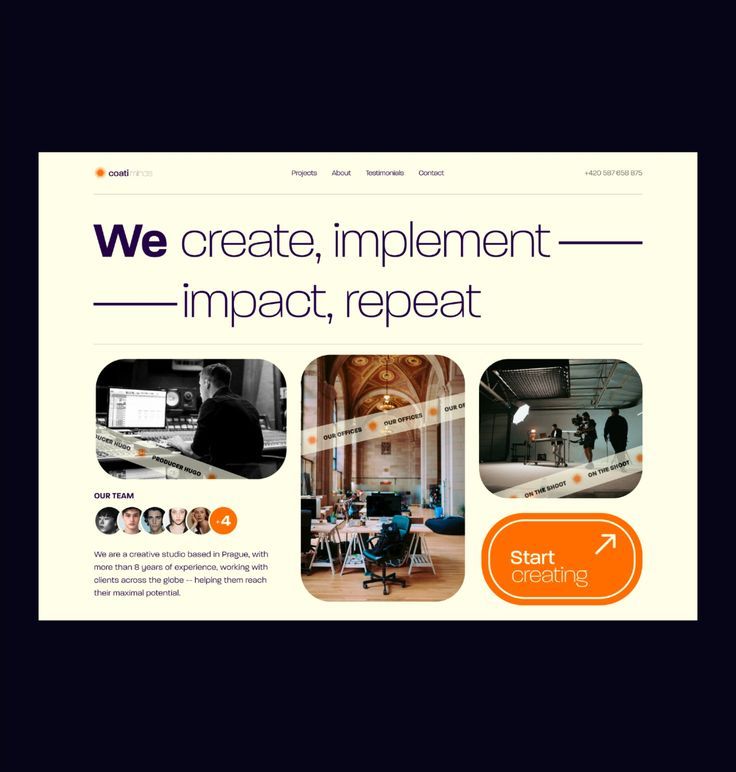 coati minds
Projects About Testimonials Contact
+420 587 658 875
We create, implement
impact, repeat
PRODUCER HUGO
OUR OFFICES OUR OFFICES OUR OF
ON THE SHOOT ON THE SHOOT
OUR TEAM
+4
We are a creative studio based in Prague, with
more than 8 years of experience, working with
clients across the globe -- helping them reach
their maximal potential.
Start
creating